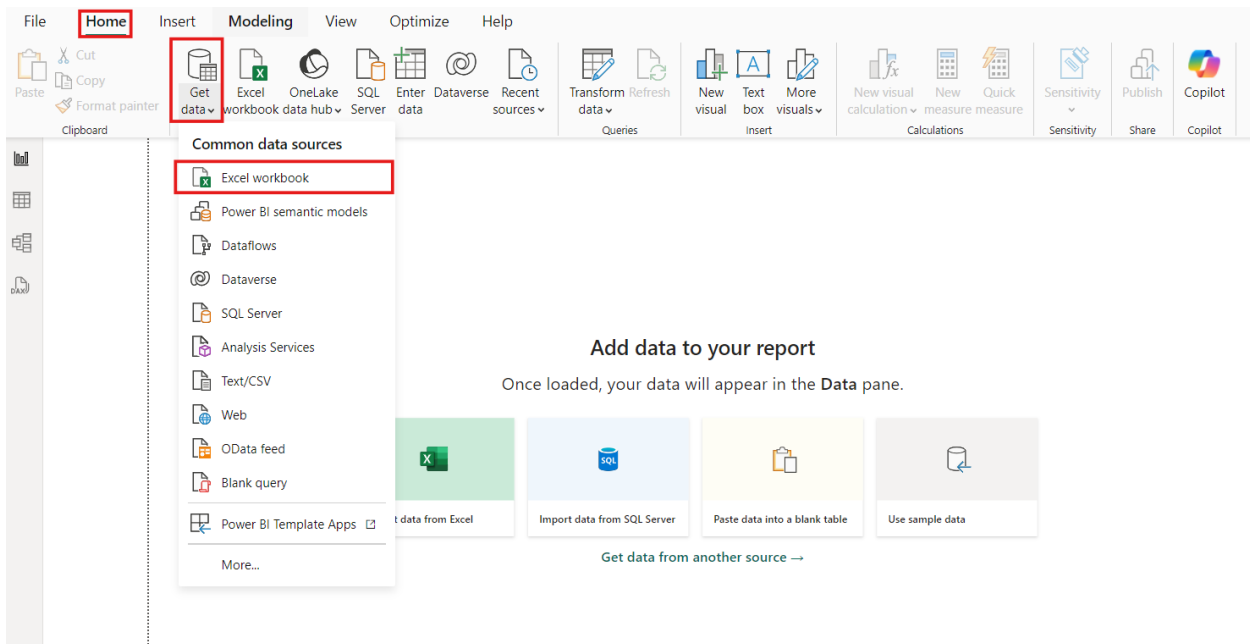 File Home Insert Modeling View Optimize Help
Paste
Cut
Copy
Format painter
Clipboard
Get data
Excel workbook
OneLake data hub
SQL Server
Enter data
Dataverse
Recent sources
Transform data
Refresh
Queries
New visual
Text box
More visuals
Insert
New visual calculation
New measure
Quick measure
Calculations
Sensitivity
Sensitivity
Publish
Share
Copilot
Copilot
DAX
Common data sources
Excel workbook
Power BI semantic models
Dataflows
Dataverse
SQL Server
Analysis Services
Text/CSV
Web
OData feed
Blank query
Power BI Template Apps
More...
Add data to your report
Once loaded, your data will appear in the Data pane.
t data from Excel
SQL
Import data from SQL Server
Paste data into a blank table
Use sample data
Get data from another source →